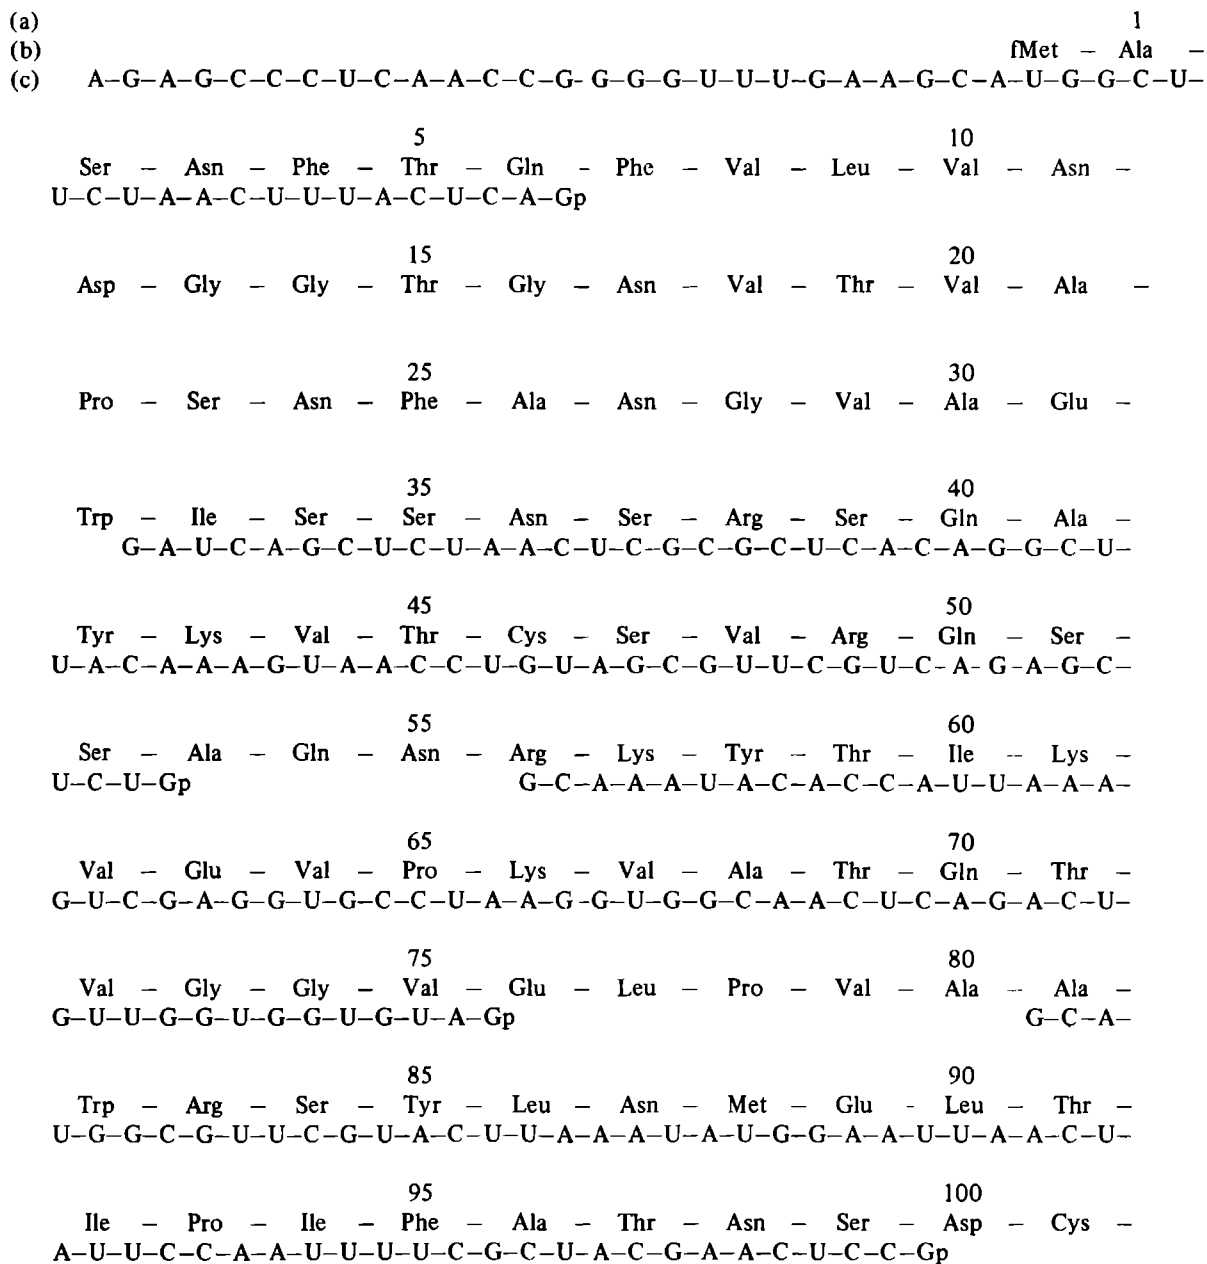 (a) 1
(b) fMet – Ala –
(c) A–G–A–G–C–C–C–U–C–A–A–C–C–G–G–G–G–U–U–U–G–A–A–G–C–A–U–G–G–C–U–
5 10
Ser – Asn – Phe – Thr – Gln – Phe – Val – Leu – Val – Asn –
U–C–U–A–A–C–U–U–U–A–C–U–C–A–Gp
15 20
Asp – Gly – Gly – Thr – Gly – Asn – Val – Thr – Val – Ala –
25 30
Pro – Ser – Asn – Phe – Ala – Asn – Gly – Val – Ala – Glu –
35 40
Trp – Ile – Ser – Ser – Asn – Ser – Arg – Ser – Gln – Ala –
G–A–U–C–A–G–C–U–C–U–A–A–C–U–C–G–C–G–C–U–C–A–C–A–G–G–C–U–
45 50
Tyr – Lys – Val – Thr – Cys – Ser – Val – Arg – Gln – Ser –
U–A–C–A–A–A–G–U–A–A–C–C–U–G–U–A–G–C–G–U–U–C–G–U–C–A–G–A–G–C–
55 60
Ser – Ala – Gln – Asn – Arg – Lys – Tyr – Thr – Ile – Lys –
U–C–U–Gp G–C–A–A–A–U–A–C–A–C–C–A–U–U–A–A–A–
65 70
Val – Glu – Val – Pro – Lys – Val – Ala – Thr – Gln – Thr –
G–U–C–G–A–G–G–U–G–C–C–U–A–A–G–G–U–G–G–C–A–A–C–U–C–A–G–A–C–U–
75 80
Val – Gly – Gly – Val – Glu – Leu – Pro – Val – Ala – Ala –
G–U–U–G–G–U–G–G–U–G–U–A–Gp G–C–A–
85 90
Trp – Arg – Ser – Tyr – Leu – Asn – Met – Glu – Leu – Thr –
U–G–G–C–G–U–U–C–G–U–A–C–U–U–A–A–A–U–A–U–G–G–A–A–U–U–A–A–C–U–
95 100
Ile – Pro – Ile – Phe – Ala – Thr – Asn – Ser – Asp – Cys –
A–U–U–C–C–A–A–U–U–U–U–C–G–C–U–A–C–G–A–A–C–U–C–C–Gp